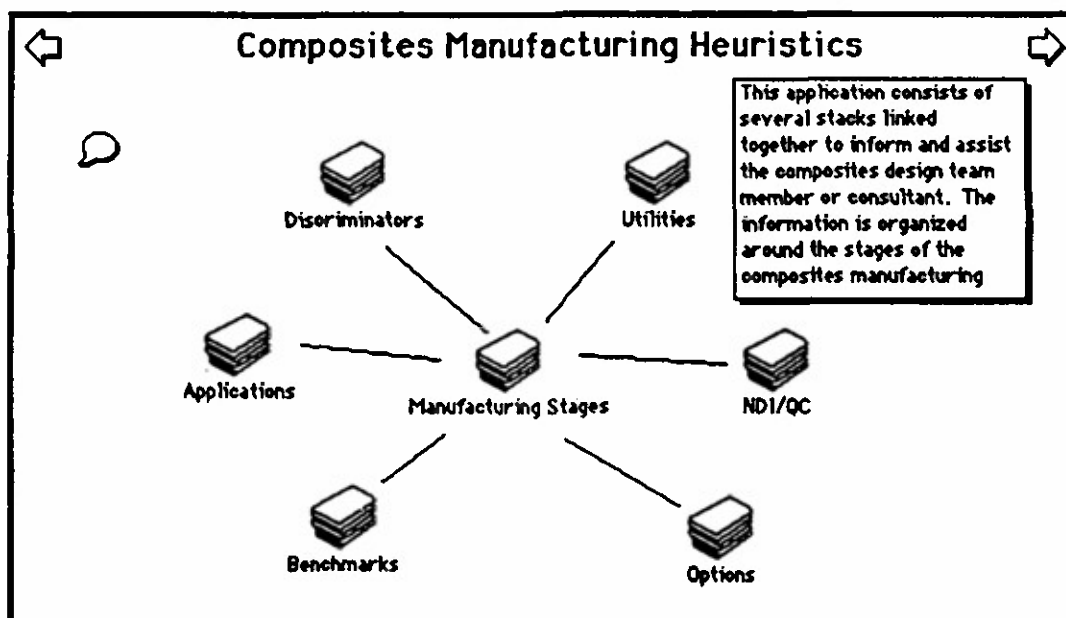 Composites Manufacturing Heuristics
This application consists of
several stacks linked
together to inform and assist
the composites design team
member or consultant. The
information is organized
around the stages of the
composites manufacturing
Discriminators
Utilities
Applications
Manufacturing Stages
NDI/QC
Benchmarks
Options